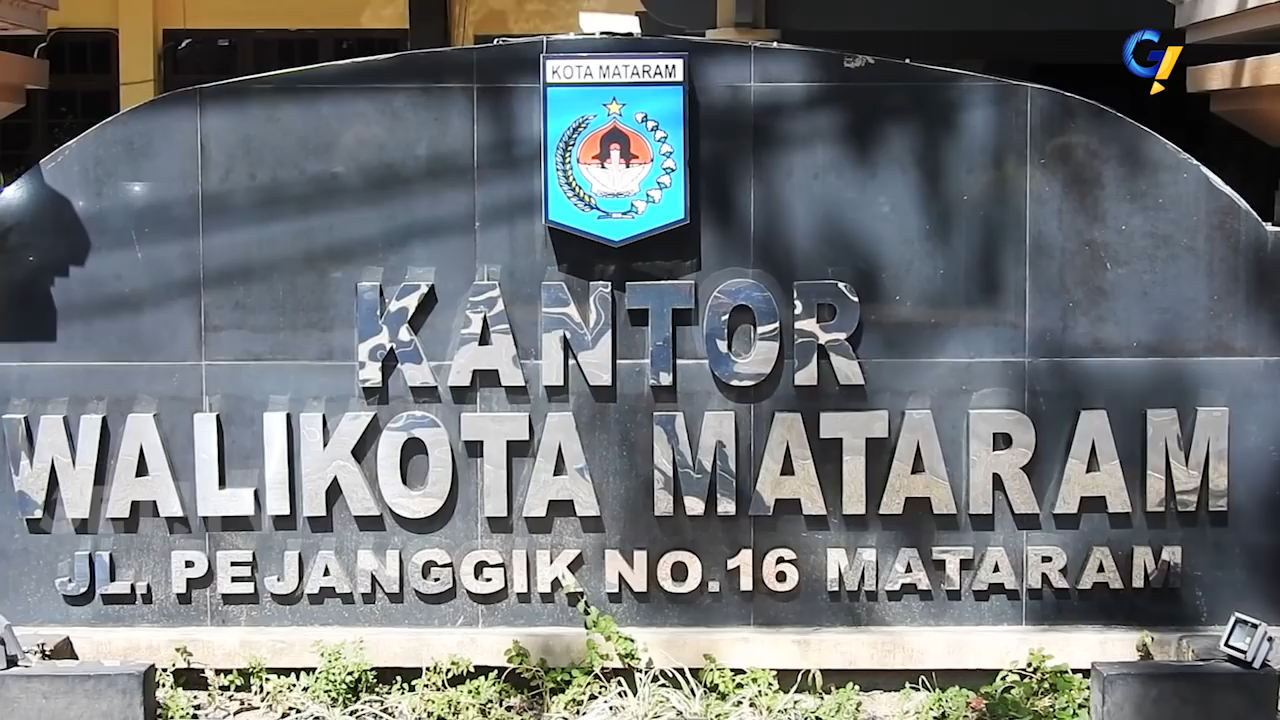 G!
KOTA MATARAM
KANTOR
WALIKOTA MATARAM
JL. PEJANGGIK NO.16 MATARAM